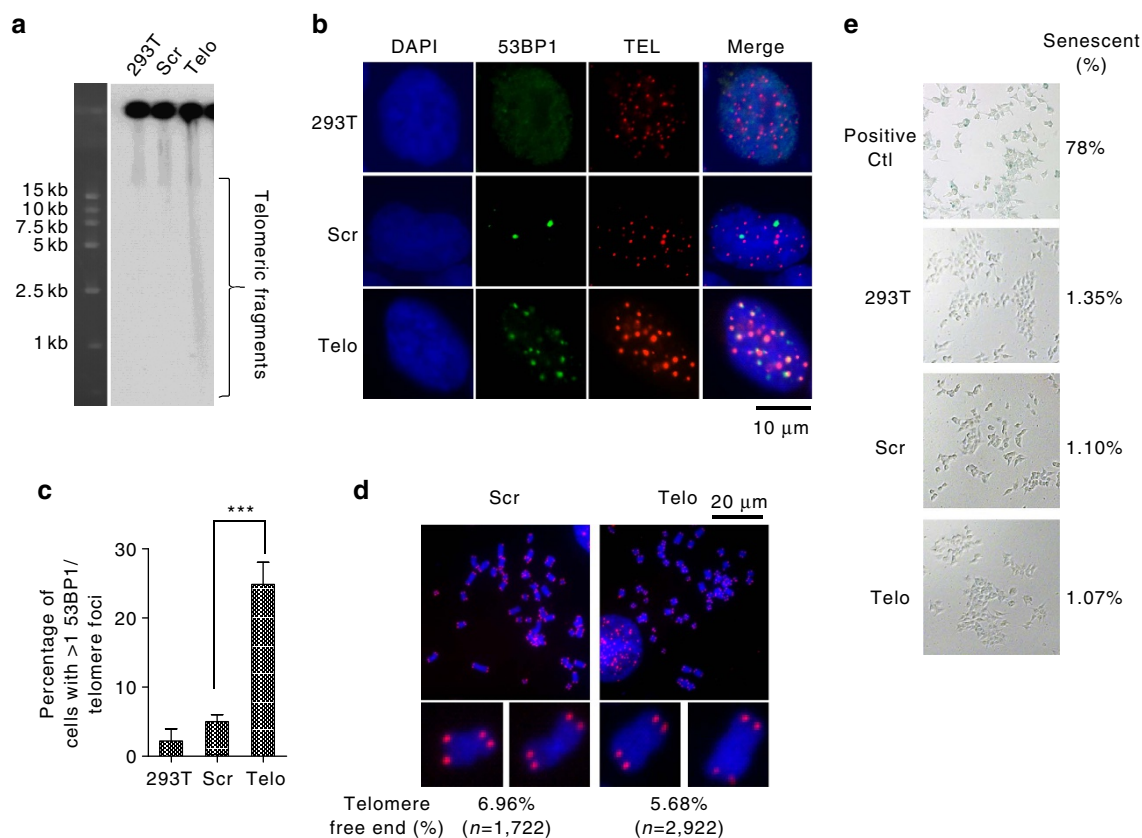 a
293T Scr Telo
15 kb
10 kb
7.5 kb
5 kb
2.5 kb
1 kb
Telomeric fragments
b
DAPI 53BP1 TEL Merge
293T
Scr
Telo
10 μm
c
Percentage of
cells with >1 53BP1/
telomere foci
30
20
10
0
***
293T Scr Telo
d
Scr Telo 20 μm
Telomere
free end (%)
6.96%
(n=1,722)
5.68%
(n=2,922)
e
Senescent
(%)
Positive
Ctl
78%
293T 1.35%
Scr 1.10%
Telo 1.07%